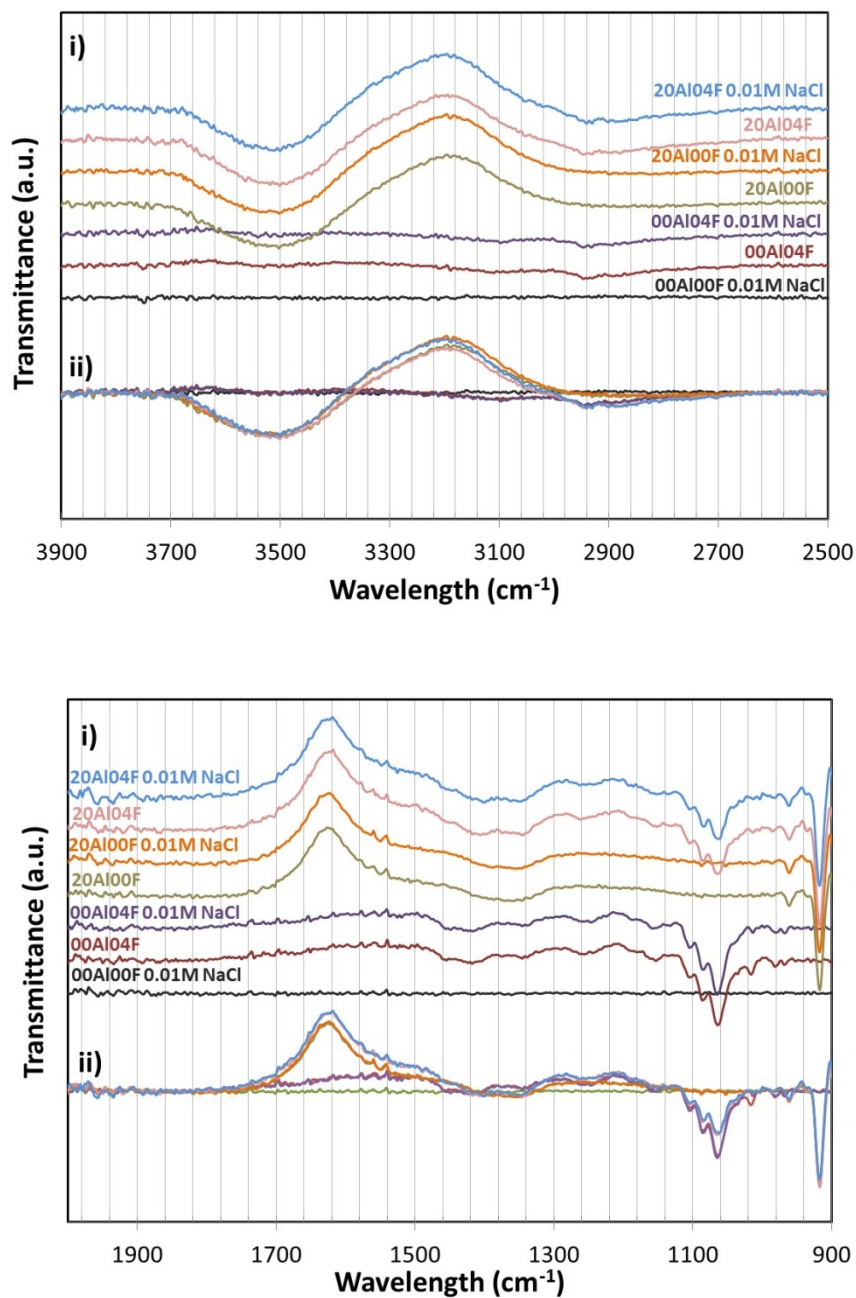 i)
20Al04F 0.01M NaCl
20Al04F
20Al00F 0.01M NaCl
20Al00F
00Al04F 0.01M NaCl
00Al04F
00Al00F 0.01M NaCl
ii)
Transmittance (a.u.)
3900 3700 3500 3300 3100 2900 2700 2500
Wavelength (cm⁻¹)
i)
20Al04F 0.01M NaCl
20Al04F
20Al00F 0.01M NaCl
20Al00F
00Al04F 0.01M NaCl
00Al04F
00Al00F 0.01M NaCl
ii)
Transmittance (a.u.)
1900 1700 1500 1300 1100 900
Wavelength (cm⁻¹)